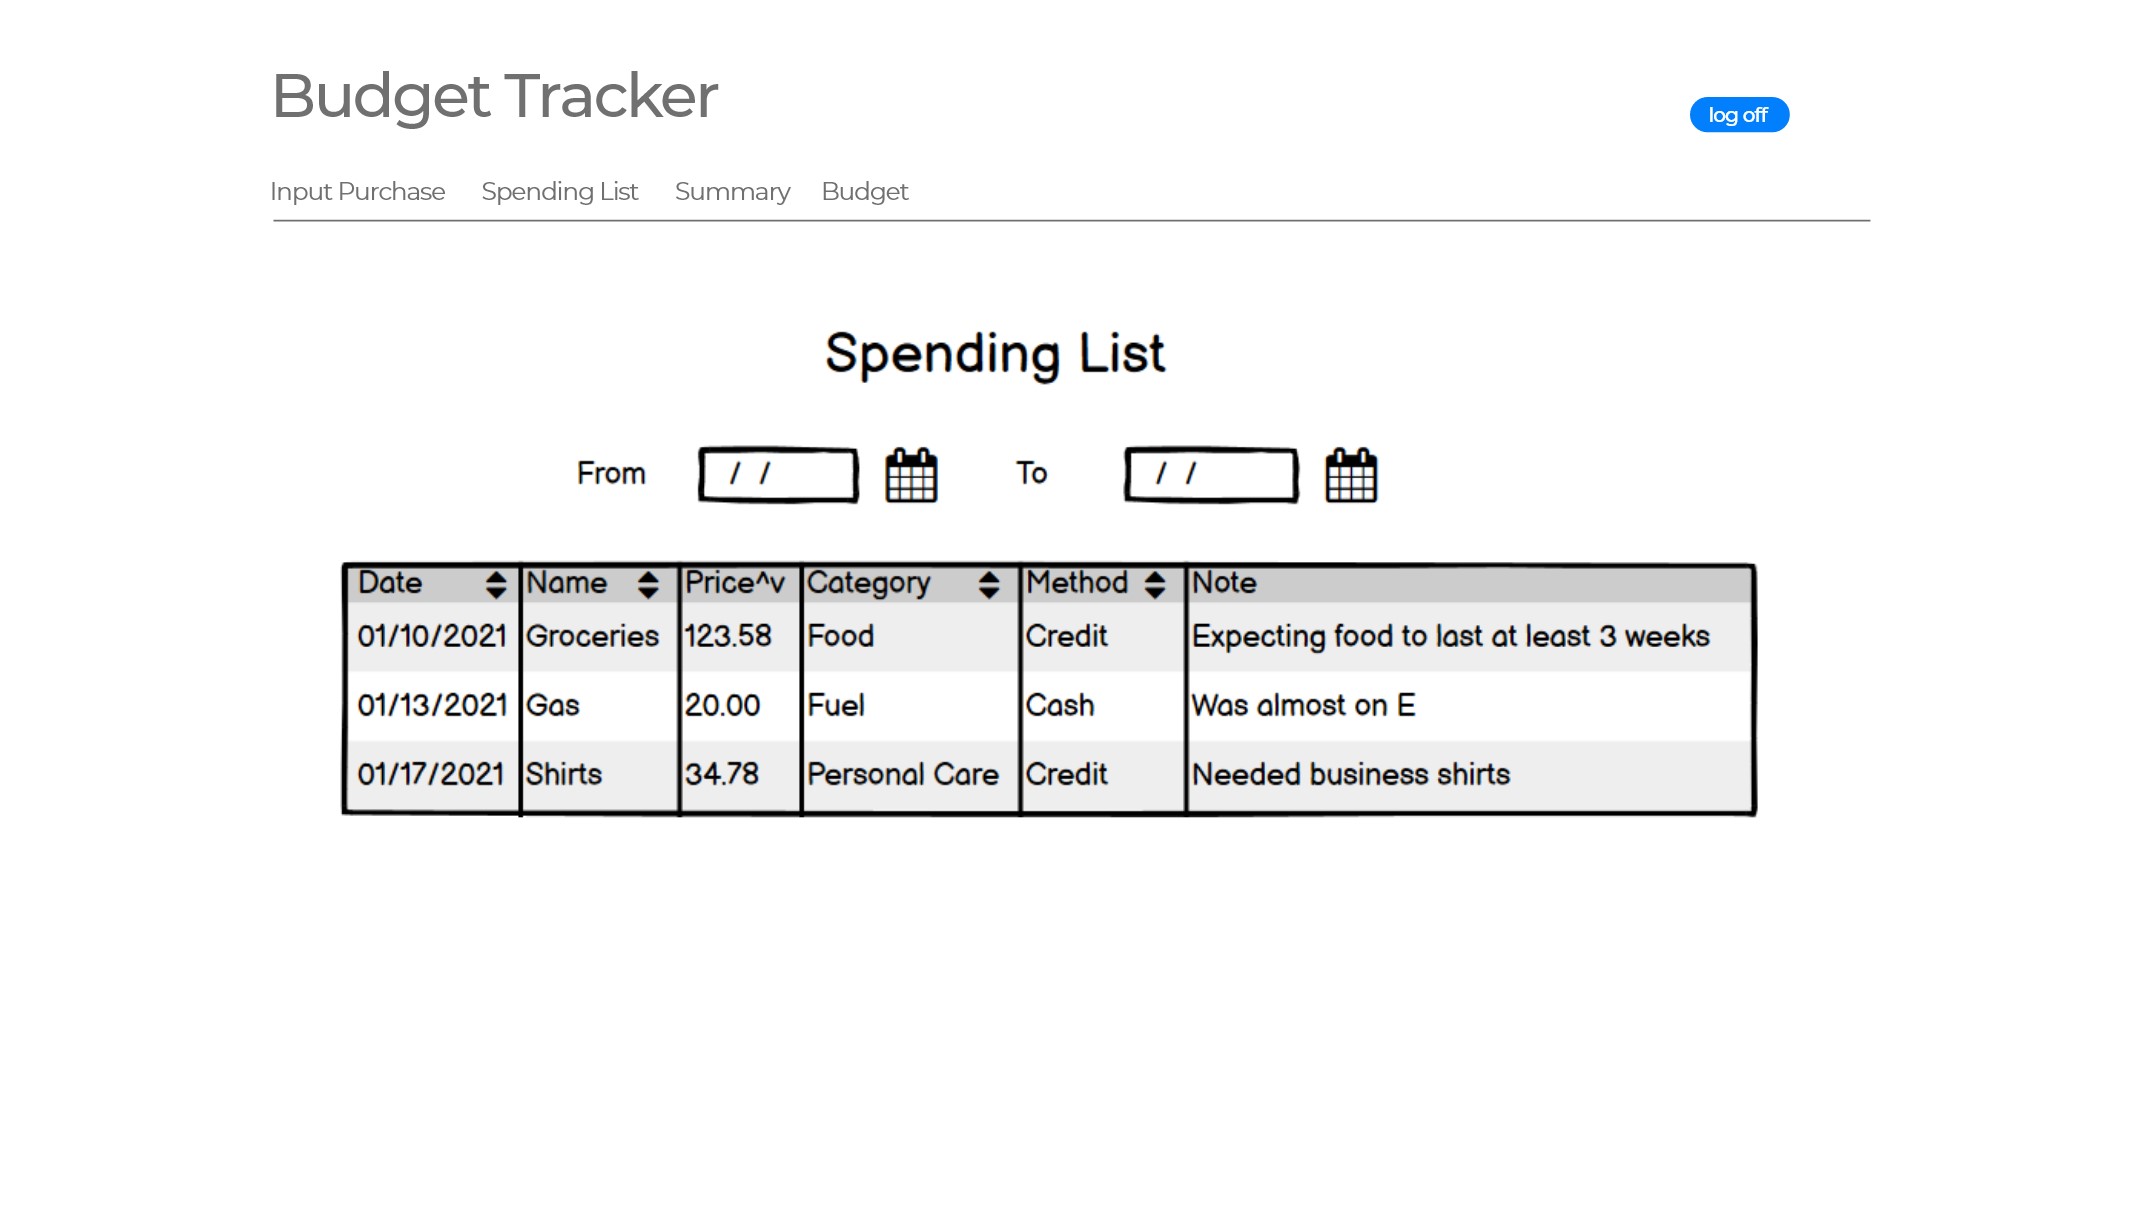 Budget Tracker
log off
Input Purchase Spending List Summary Budget
Spending List
From / / To / /
Date Name Price^v Category Method Note
01/10/2021 Groceries 123.58 Food Credit Expecting food to last at least 3 weeks
01/13/2021 Gas 20.00 Fuel Cash Was almost on E
01/17/2021 Shirts 34.78 Personal Care Credit Needed business shirts